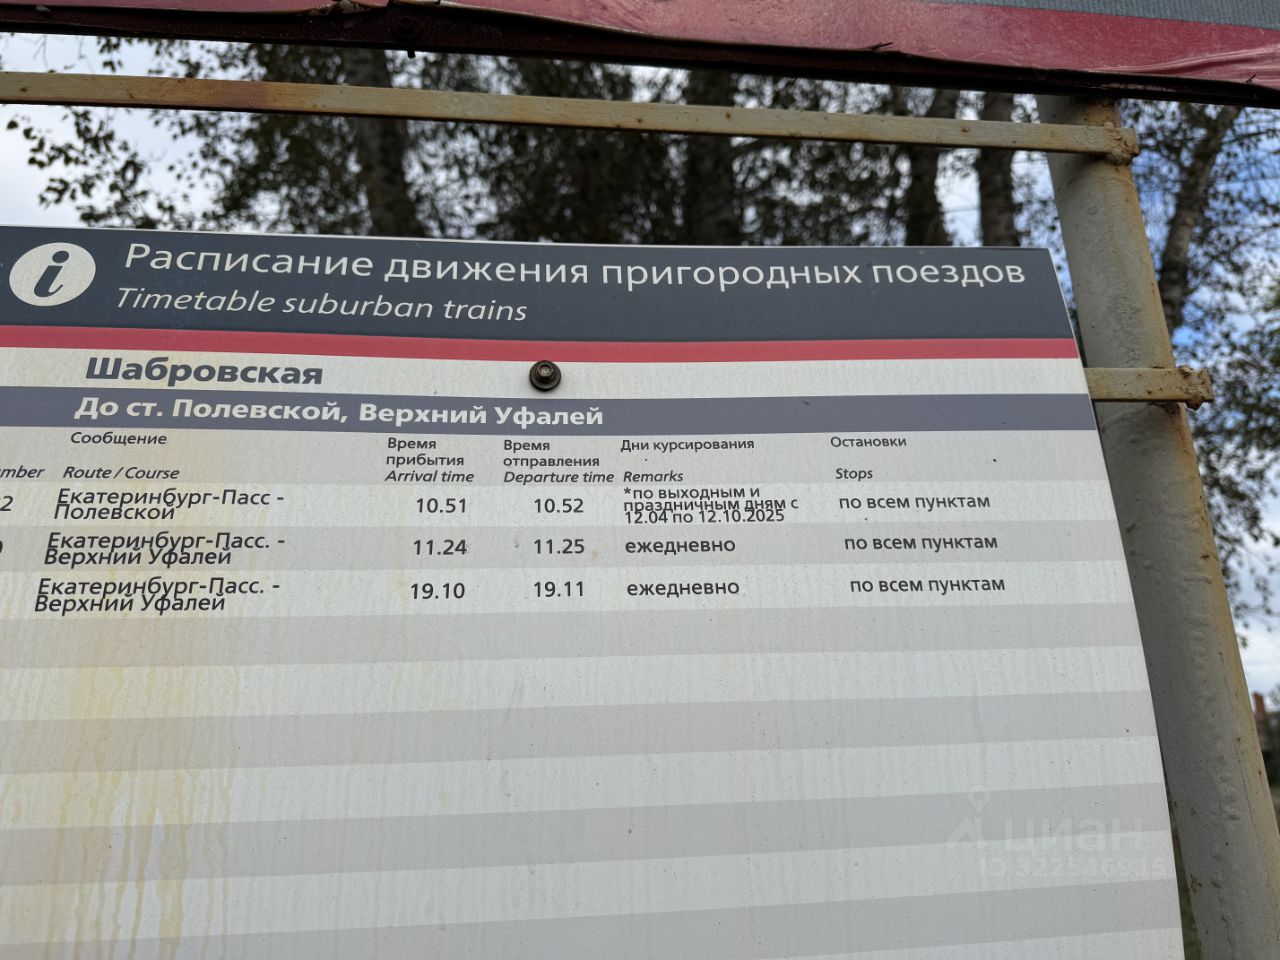 i
Расписание движения пригородных поездов
Timetable suburban trains
Шабровская
До ст. Полевской, Верхний Уфалей
Сообщение
Время прибытия
Время отправления
Дни курсирования
Остановки
mber
Route / Course
Arrival time
Departure time
Remarks
Stops
2
Екатеринбург-Пасс -
Полевской
10.51
10.52
*по выходным и
праздничным дням с
12.04 по 12.10.2025
по всем пунктам
Екатеринбург-Пасс. -
Верхний Уфалей
11.24
11.25
ежедневно
по всем пунктам
Екатеринбург-Пасс. -
Верхний Уфалей
19.10
19.11
ежедневно
по всем пунктам
циан